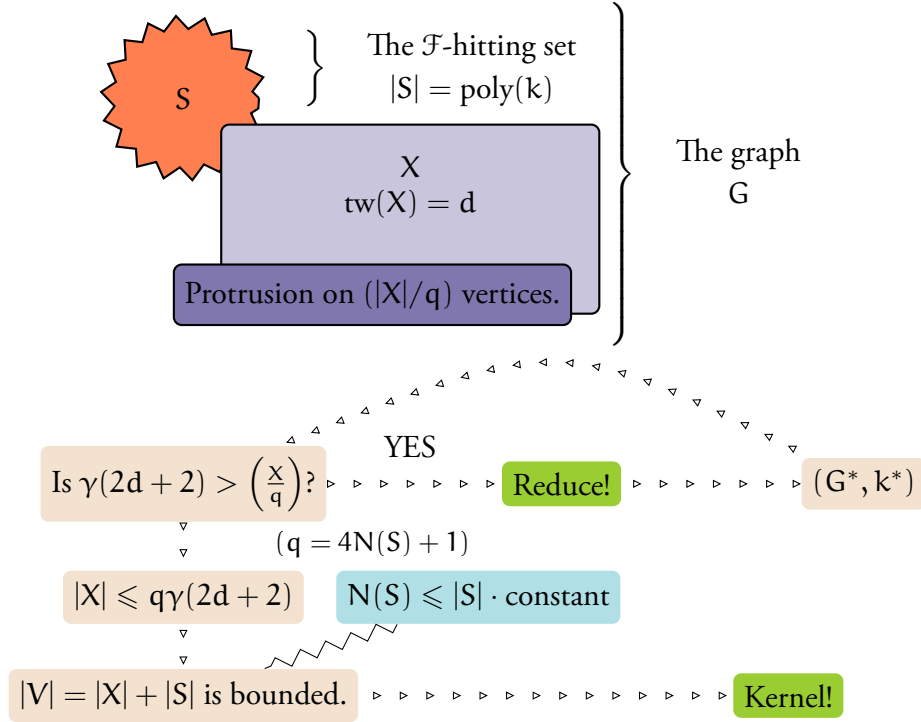 The ℱ-hitting set
|S| = poly(k)
S
X
tw(X) = d
The graph
G
Protrusion on (|X|/q) vertices.
YES
Is γ(2d + 2) > (X/q)?
Reduce!
(G*, k*)
(q = 4N(S) + 1)
|X| ⩽ qγ(2d + 2)
N(S) ⩽ |S| · constant
|V| = |X| + |S| is bounded.
Kernel!